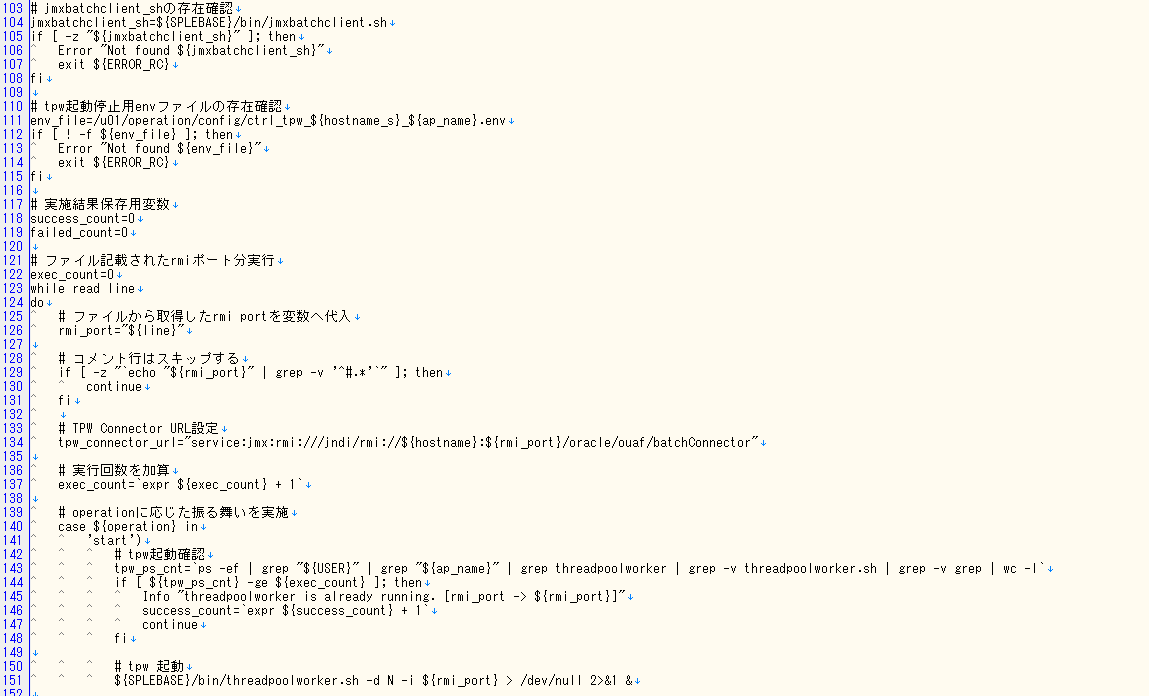 103 # jmxbatchclient_shの存在確認↓
104 jmxbatchclient_sh=${SPLEBASE}/bin/jmxbatchclient.sh↓
105 if [ -z "${jmxbatchclient_sh}" ]; then↓
106 ^   Error "Not found ${jmxbatchclient_sh}"↓
107 ^   exit ${ERROR_RC}↓
108 fi↓
109 ↓
110 # tpw起動停止用envファイルの存在確認↓
111 env_file=/u01/operation/config/ctrl_tpw_${hostname_s}_${ap_name}.env↓
112 if [ ! -f ${env_file} ]; then↓
113 ^   Error "Not found ${env_file}"↓
114 ^   exit ${ERROR_RC}↓
115 fi↓
116 ↓
117 # 実施結果保存用変数↓
118 success_count=0↓
119 failed_count=0↓
120 ↓
121 # ファイル記載されたrmiポート分実行↓
122 exec_count=0↓
123 while read line↓
124 do↓
125 ^   # ファイルから取得したrmi portを変数へ代入↓
126 ^   rmi_port="${line}"↓
127 ↓
128 ^   # コメント行はスキップする↓
129 ^   if [ -z "`echo "${rmi_port}" | grep -v '^#.*'`" ]; then↓
130 ^   ^   continue↓
131 ^   fi↓
132 ^   ↓
133 ^   # TPW Connector URL設定↓
134 ^   tpw_connector_url="service:jmx:rmi:///jndi/rmi://${hostname}:${rmi_port}/oracle/ouaf/batchConnector"↓
135 ↓
136 ^   # 実行回数を加算↓
137 ^   exec_count=`expr ${exec_count} + 1`↓
138 ↓
139 ^   # operationに応じた振る舞いを実施↓
140 ^   case ${operation} in↓
141 ^   ^   'start')↓
142 ^   ^   ^   # tpw起動確認↓
143 ^   ^   ^   tpw_ps_cnt=`ps -ef | grep "${USER}" | grep "${ap_name}" | grep threadpoolworker | grep -v threadpoolworker.sh | grep -v grep | wc -l`↓
144 ^   ^   ^   if [ ${tpw_ps_cnt} -ge ${exec_count} ]; then↓
145 ^   ^   ^   ^   Info "threadpoolworker is already running. [rmi_port -> ${rmi_port}]"↓
146 ^   ^   ^   ^   success_count=`expr ${success_count} + 1`↓
147 ^   ^   ^   ^   continue↓
148 ^   ^   ^   fi↓
149 ↓
150 ^   ^   ^   # tpw 起動↓
151 ^   ^   ^   ${SPLEBASE}/bin/threadpoolworker.sh -d N -i ${rmi_port} > /dev/null 2>&1 &↓
152 ↓